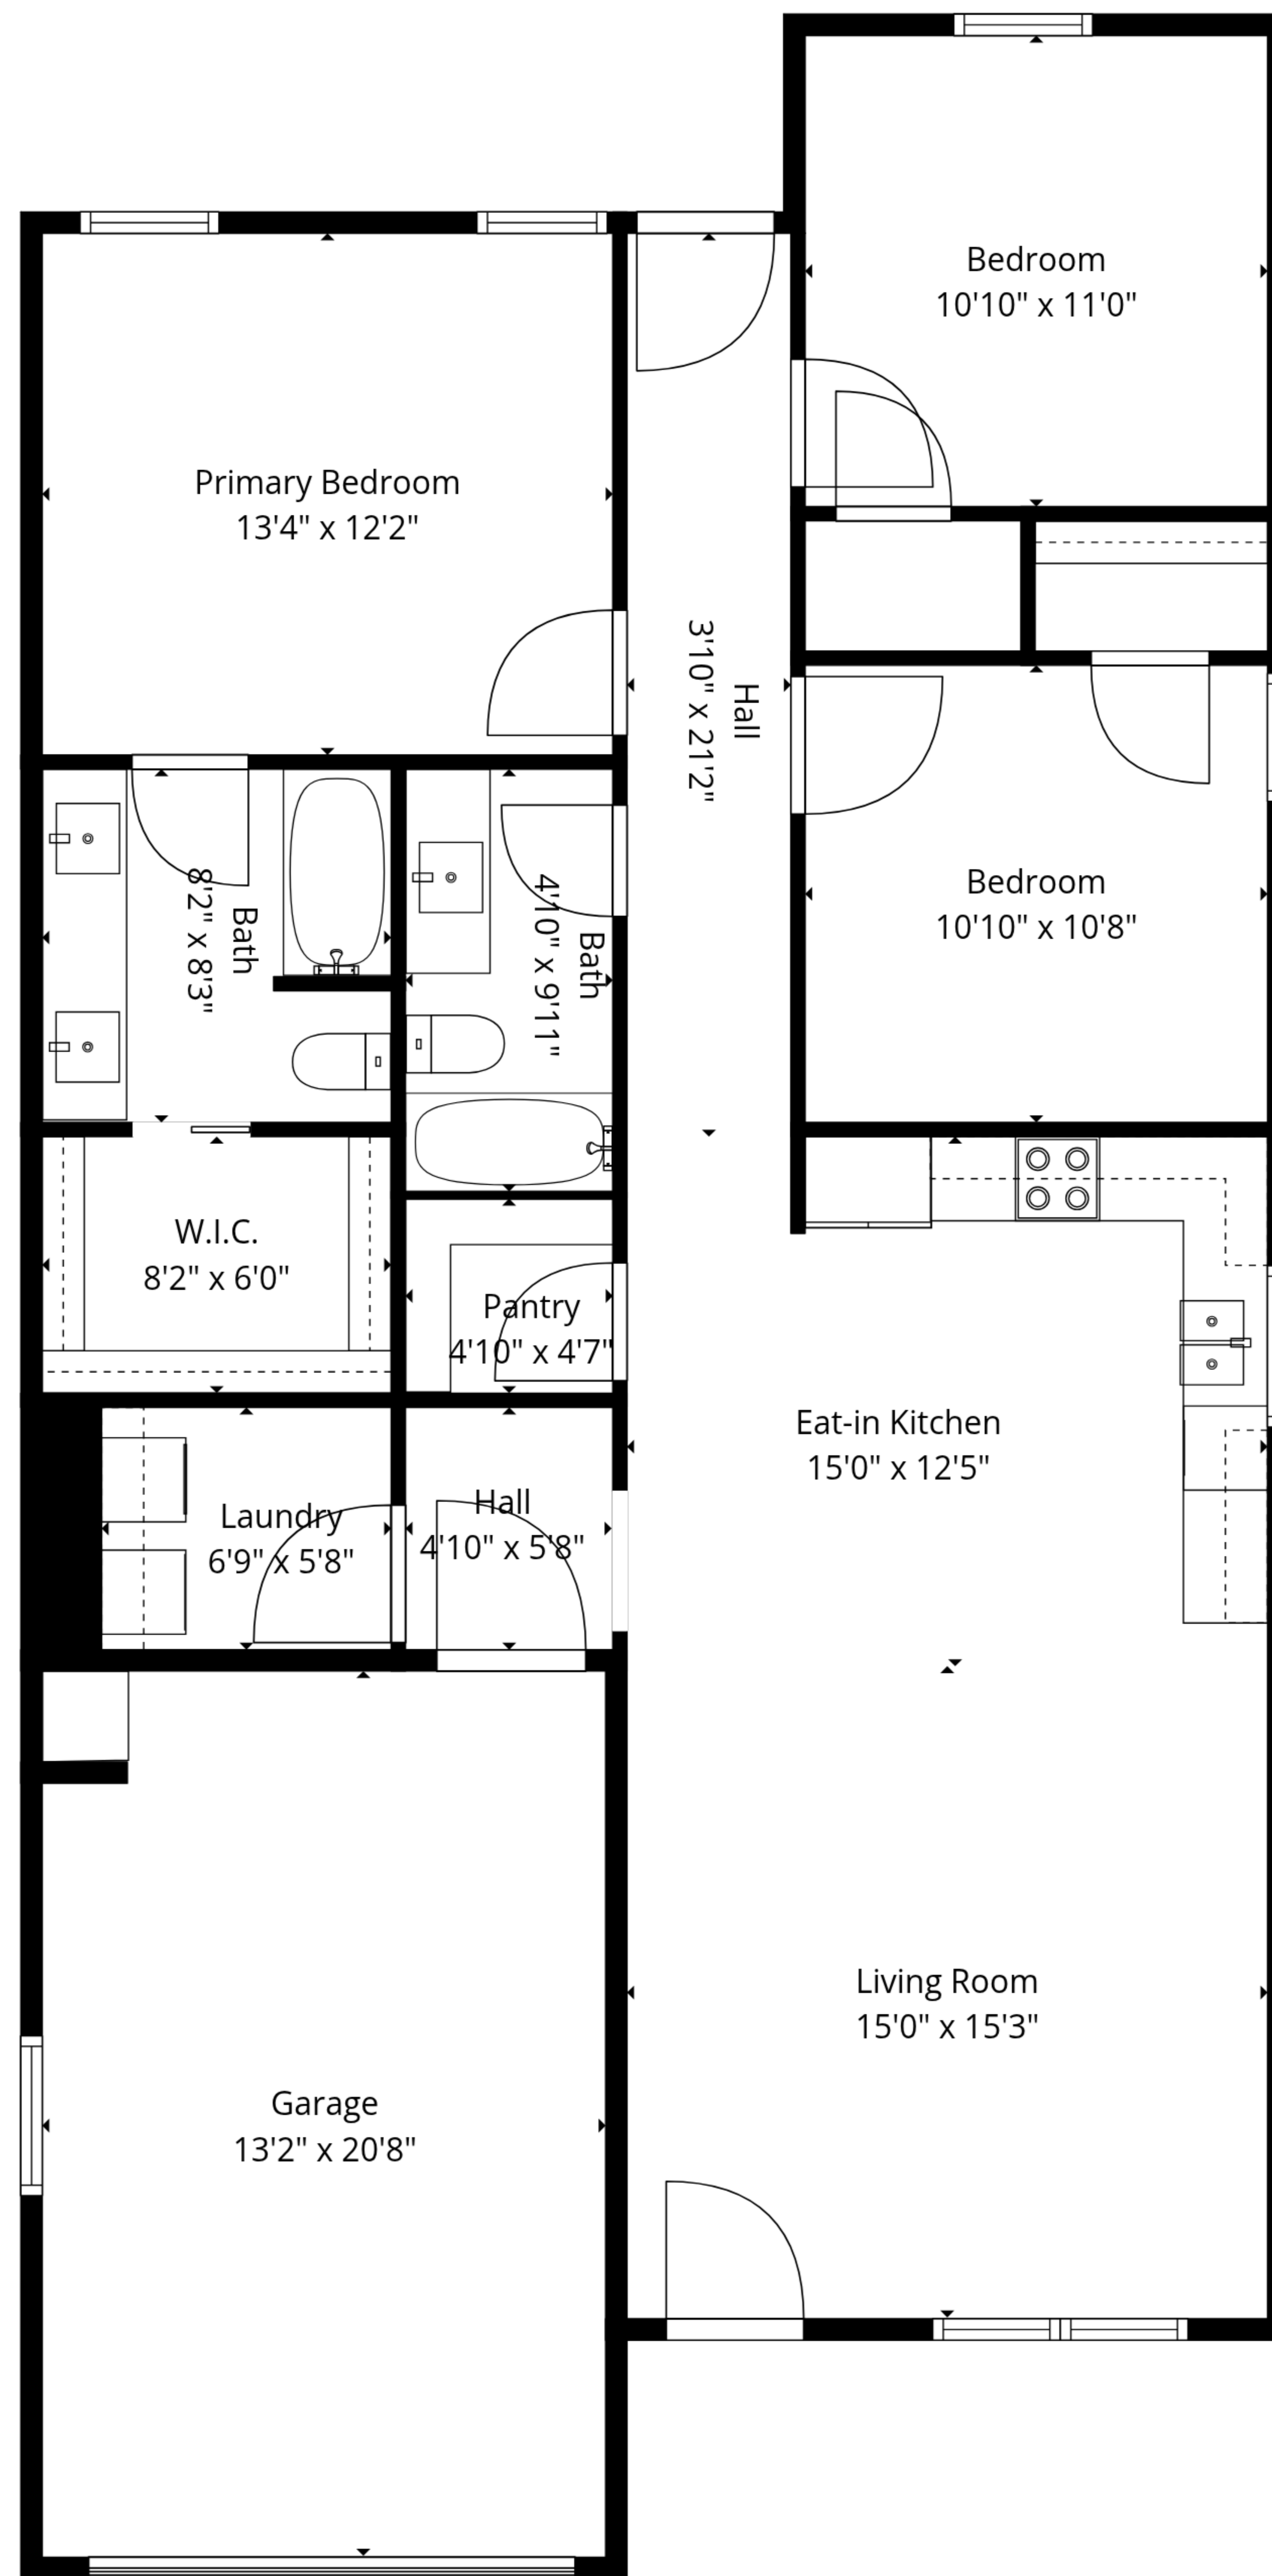 Bedroom
10'10" x 11'0"
Primary Bedroom
13'4" x 12'2"
Hall
3'10" x 21'2"
Bedroom
10'10" x 10'8"
Bath
8'2" x 8'3"
Bath
4'10" x 9'11"
W.I.C.
8'2" x 6'0"
Pantry
4'10" x 4'7"
Eat-in Kitchen
15'0" x 12'5"
Laundry
6'9" x 5'8"
Hall
4'10" x 5'8"
Living Room
15'0" x 15'3"
Garage
13'2" x 20'8"